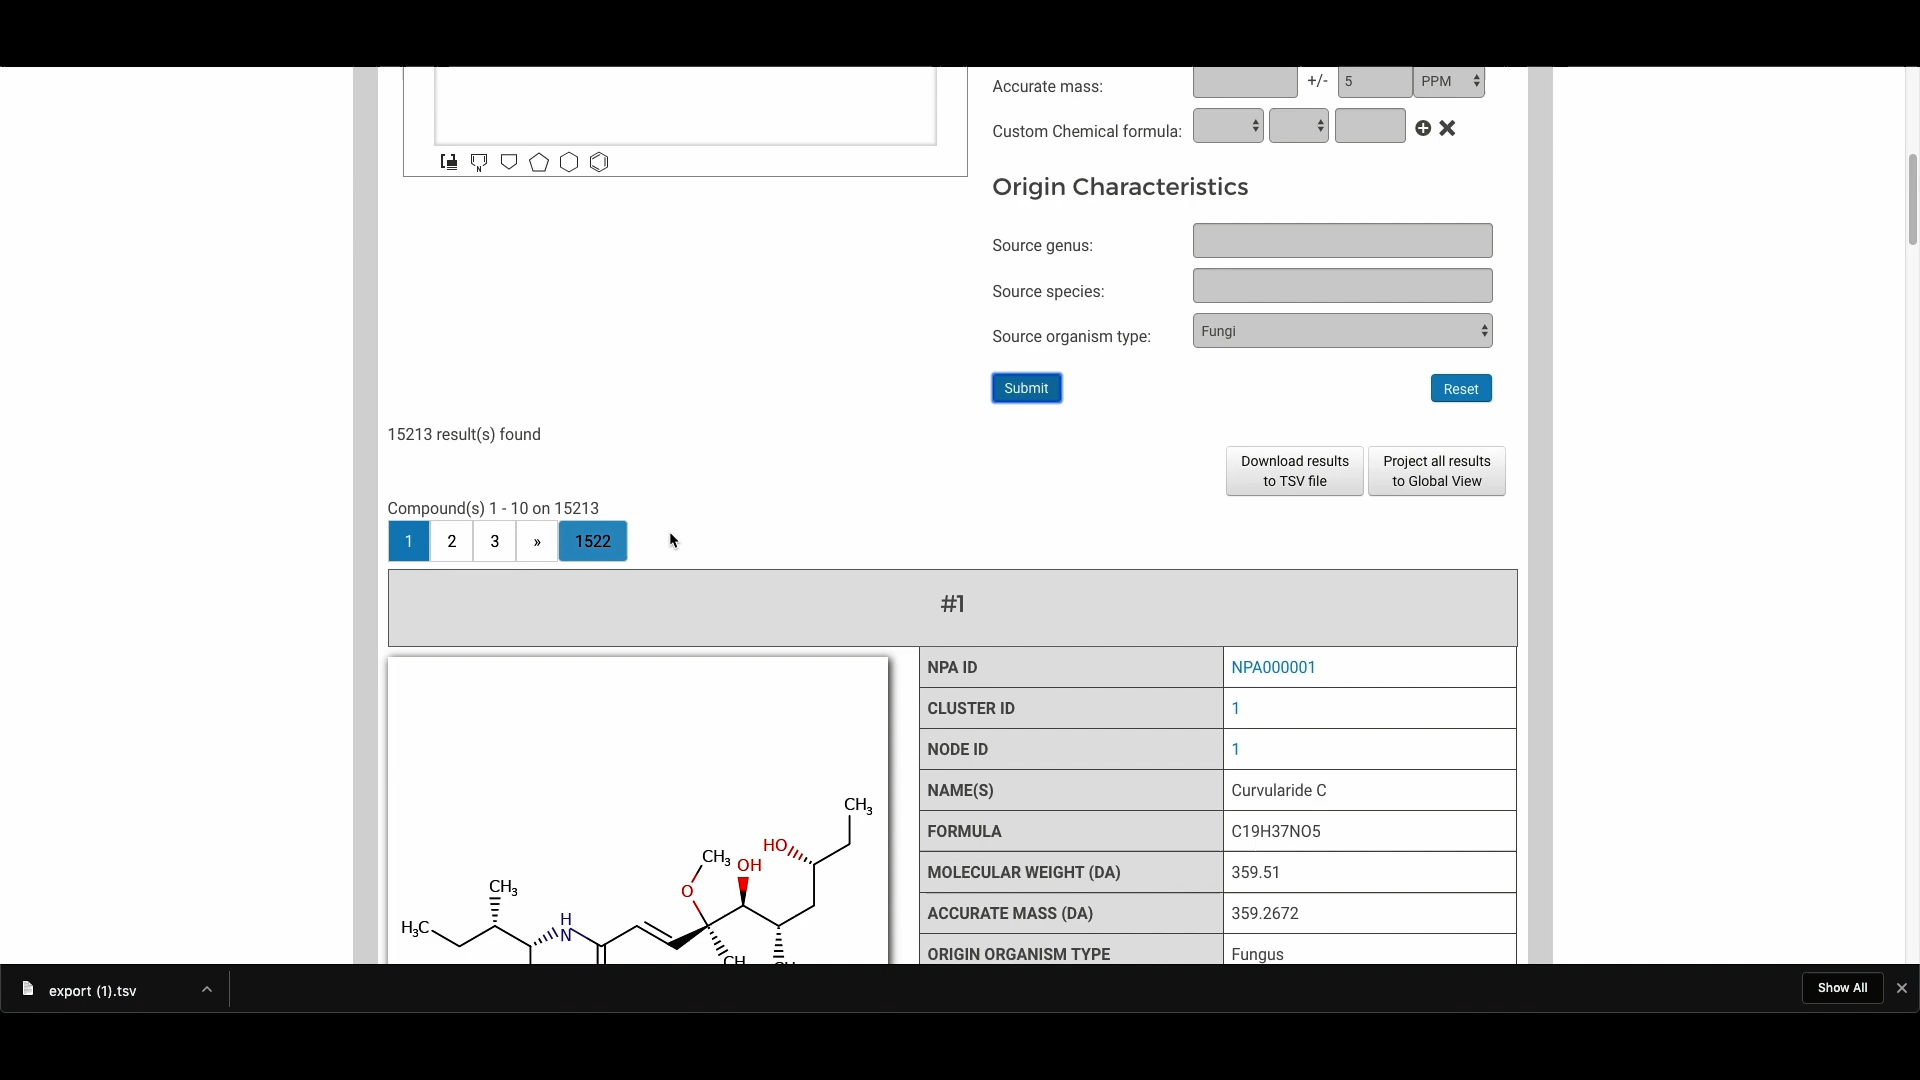 Accurate mass: +/- 5 PPM
Custom Chemical formula:
N
Origin Characteristics
Source genus:
Source species:
Source organism type: Fungi
Submit Reset
15213 result(s) found
Download results to TSV file
Project all results to Global View
Compound(s) 1 - 10 on 15213
1 2 3 » 1522
#1
NPA ID NPA000001
CLUSTER ID 1
NODE ID 1
NAME(S) Curvularide C
FORMULA C19H37NO5
MOLECULAR WEIGHT (DA) 359.51
ACCURATE MASS (DA) 359.2672
ORIGIN ORGANISM TYPE Fungus
CH3
HO
CH3 OH
O
CH3
H3C H
N
CH
export (1).tsv
Show All